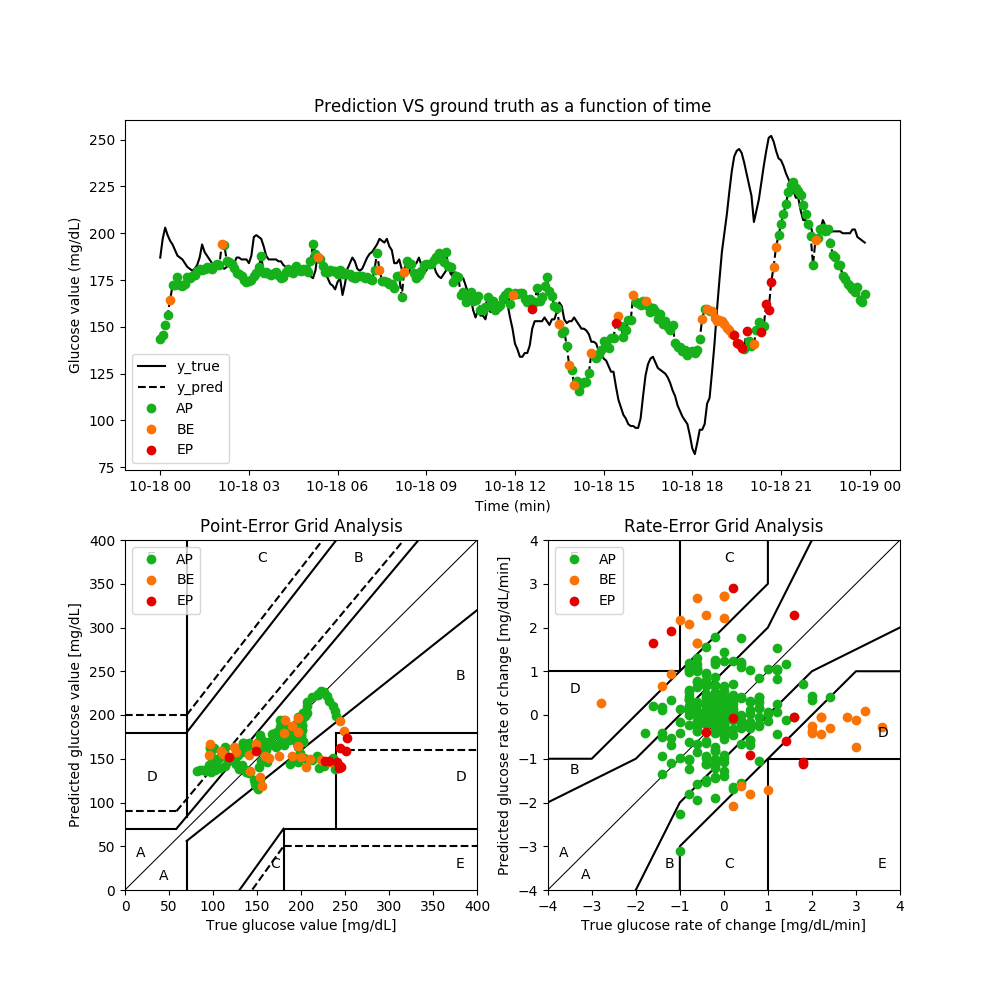 Prediction VS ground truth as a function of time
Glucose value (mg/dL)
250
225
200
175
150
125
100
75
y_true
y_pred
AP
BE
EP
10-18 00 10-18 03 10-18 06 10-18 09 10-18 12 10-18 15 10-18 18 10-18 21 10-19 00
Time (min)
Point-Error Grid Analysis
Predicted glucose value [mg/dL]
400
350
300
250
200
150
100
50
0
AP
BE
EP
C B
B
D D
A
A
C
E
0 50 100 150 200 250 300 350 400
True glucose value [mg/dL]
Rate-Error Grid Analysis
Predicted glucose rate of change [mg/dL/min]
4
3
2
1
0
−1
−2
−3
−4
AP
BE
EP
C
D
D
B
A
A
B C E
−4 −3 −2 −1 0 1 2 3 4
True glucose rate of change [mg/dL/min]